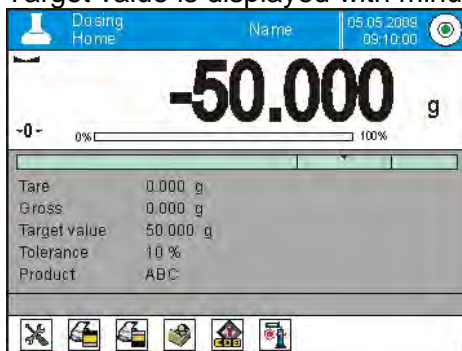 Target value is displayed with minu
Dosing
Home
Name
05.05.2009
09:10:00
-50.000 g
-0-
0% 100%
Tare 0.000 g
Gross 0.000 g
Target value 50.000 g
Tolerance 10 %
Product ABC